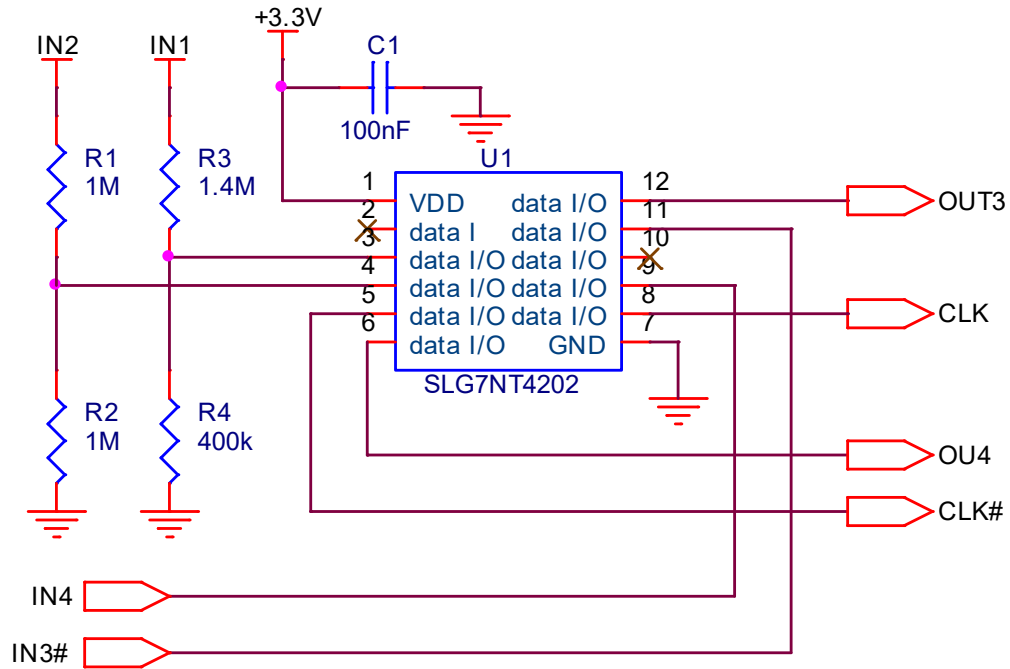 +3.3V
IN2
IN1
C1
100nF
U1
R1
1M
R3
1.4M
1
2
3
4
5
6
VDD
data I
data I/O
data I/O
data I/O
data I/O
data I/O
data I/O
data I/O
data I/O
data I/O
GND
12
11
10
9
8
7
SLG7NT4202
OUT3
CLK
R2
1M
R4
400k
OU4
CLK#
IN4
IN3#